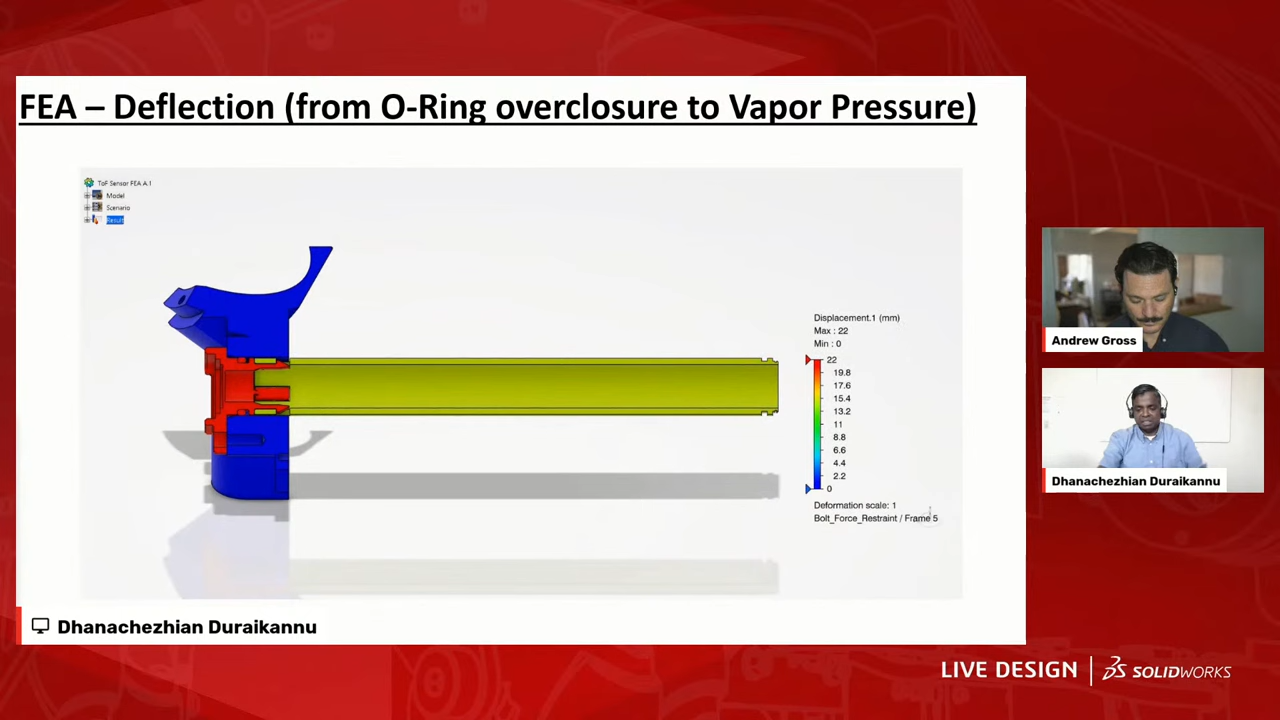 FEA – Deflection (from O-Ring overclosure to Vapor Pressure)
ToF Sensor FEA A.1
Model
Scenario
Result
Displacement.1 (mm)
Max : 22
Min : 0
22
19.8
17.6
15.4
13.2
11
8.8
6.6
4.4
2.2
0
Deformation scale: 1
Bolt_Force_Restraint / Frame 5
Andrew Gross
Dhanachezhian Duraikannu
Dhanachezhian Duraikannu
LIVE DESIGN
SOLIDWORKS